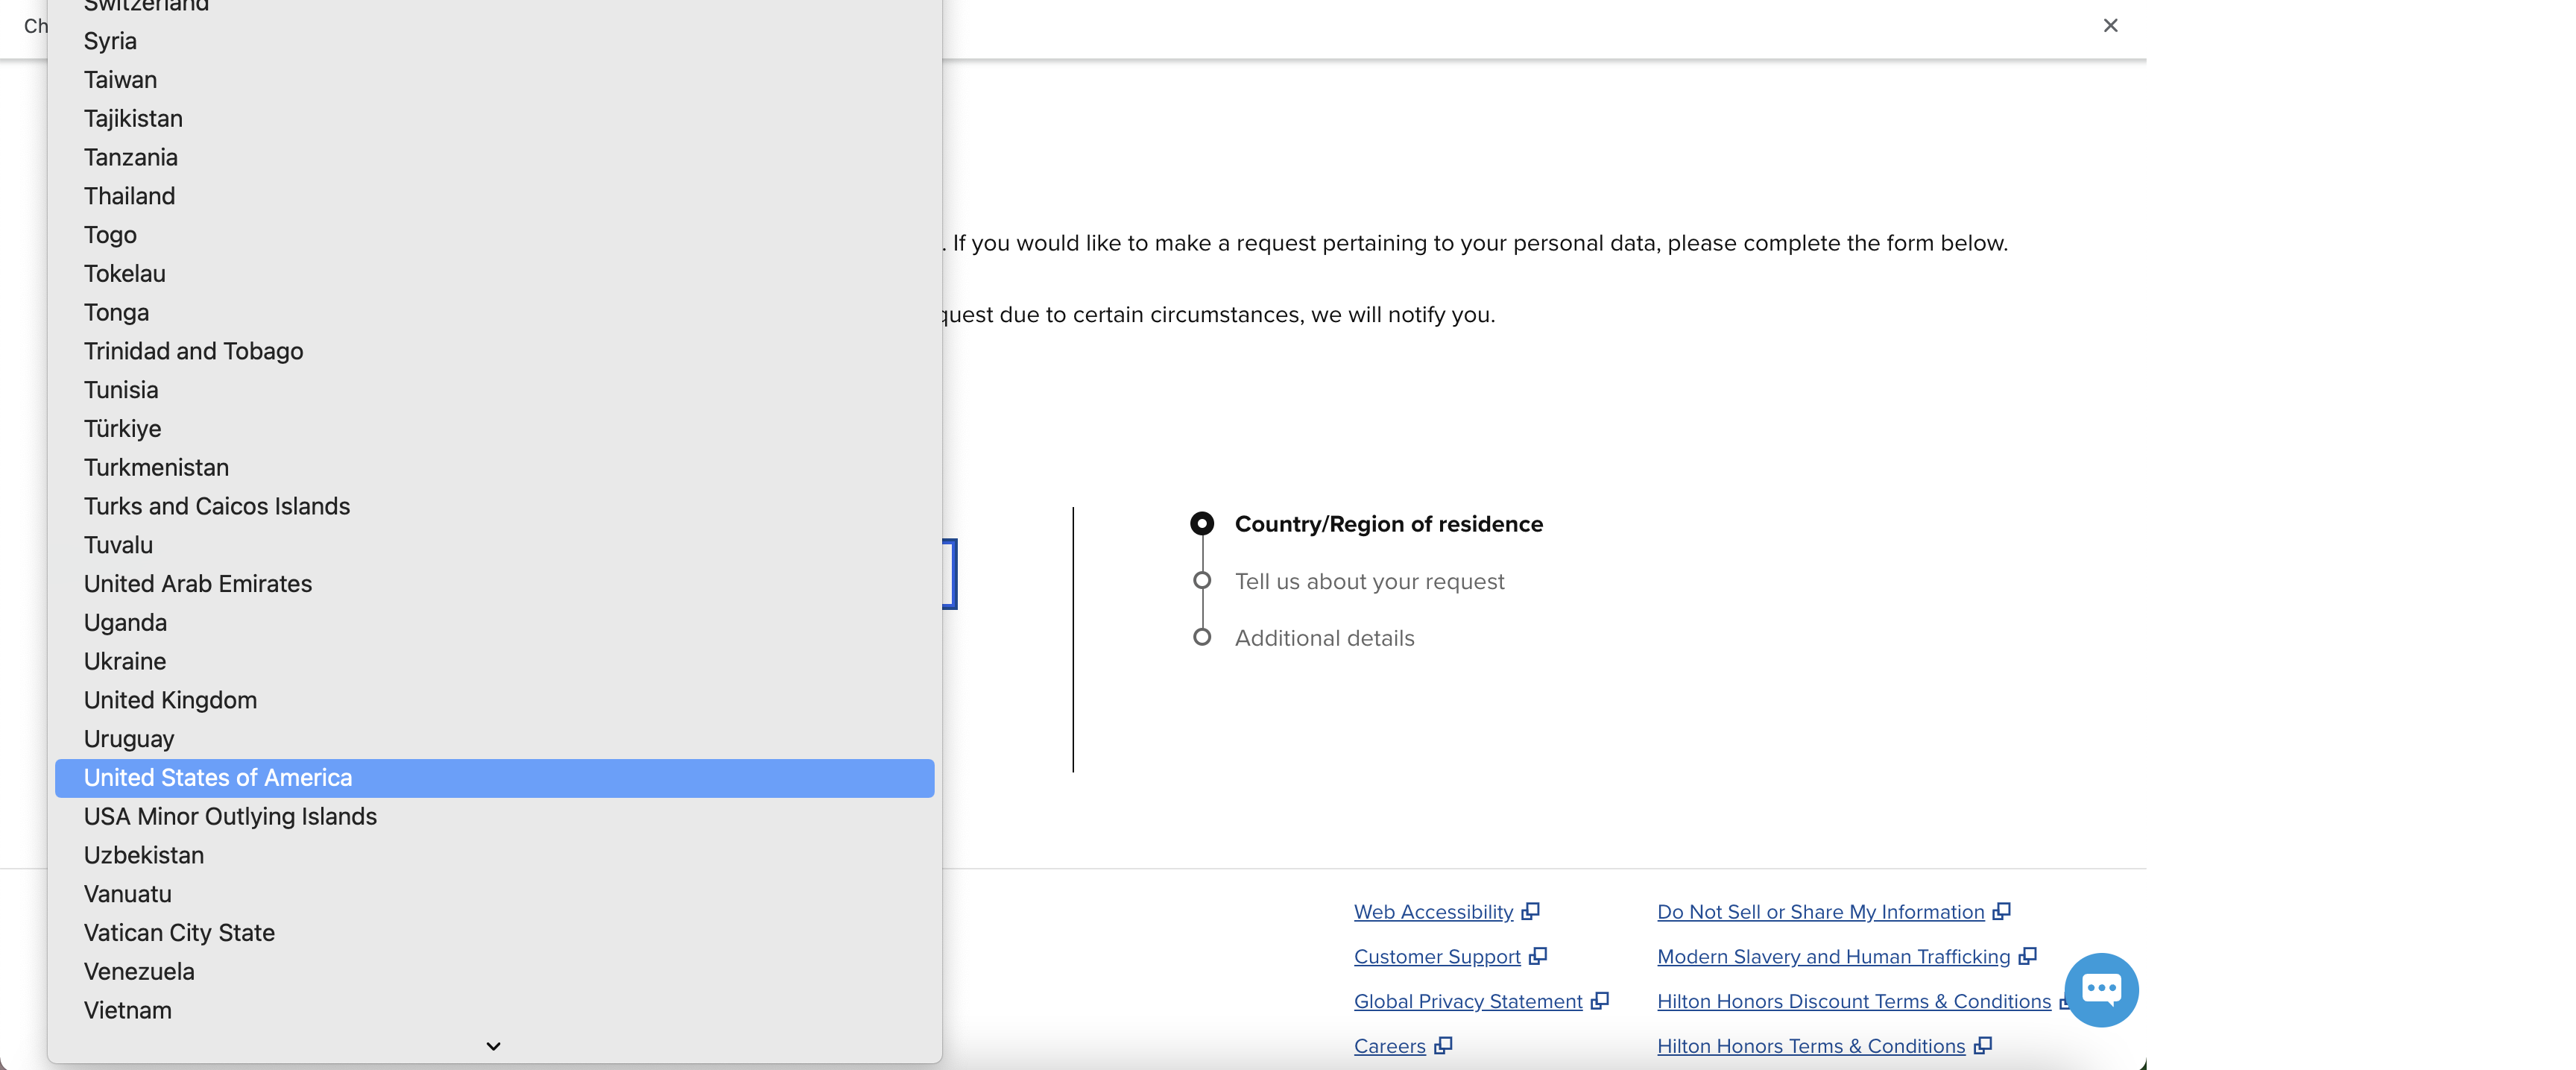 Switzerland
Ch
Syria
Taiwan
Tajikistan
Tanzania
Thailand
Togo
Tokelau
Tonga
Trinidad and Tobago
Tunisia
Türkiye
Turkmenistan
Turks and Caicos Islands
Tuvalu
United Arab Emirates
Uganda
Ukraine
United Kingdom
Uruguay
United States of America
USA Minor Outlying Islands
Uzbekistan
Vanuatu
Vatican City State
Venezuela
Vietnam
. If you would like to make a request pertaining to your personal data, please complete the form below.
quest due to certain circumstances, we will notify you.
Country/Region of residence
Tell us about your request
Additional details
Web Accessibility
Customer Support
Global Privacy Statement
Careers
Do Not Sell or Share My Information
Modern Slavery and Human Trafficking
Hilton Honors Discount Terms & Conditions
Hilton Honors Terms & Conditions